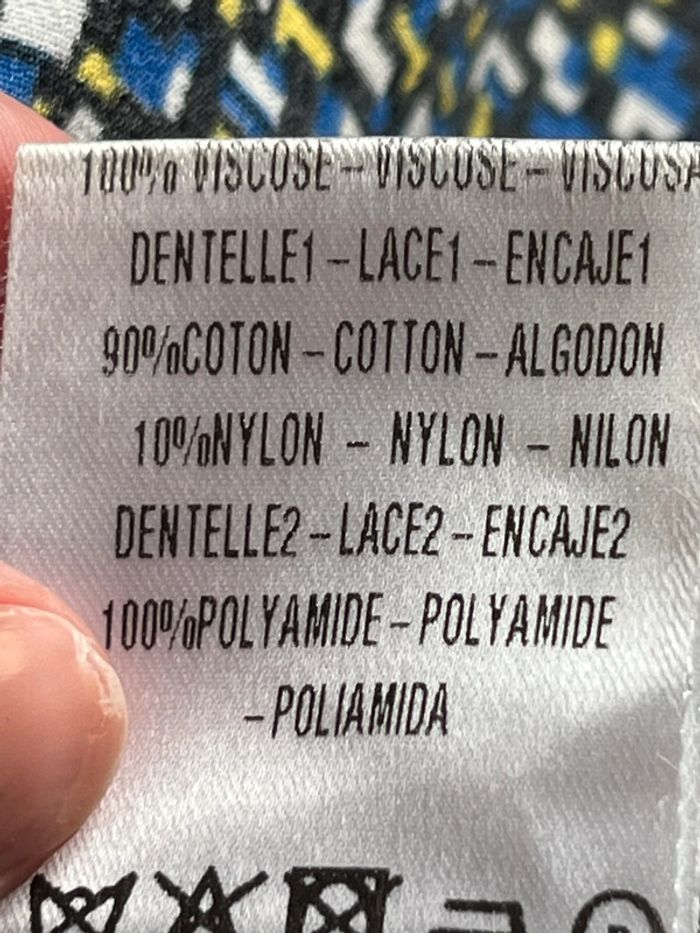 100% VISCOSE - VISCOSE - VISCOSA
DENTELLE1 - LACE1 - ENCAJE1
90%COTON - COTTON - ALGODON
10%NYLON - NYLON - NILON
DENTELLE2 - LACE2 - ENCAJE2
100%POLYAMIDE - POLYAMIDE
- POLIAMIDA